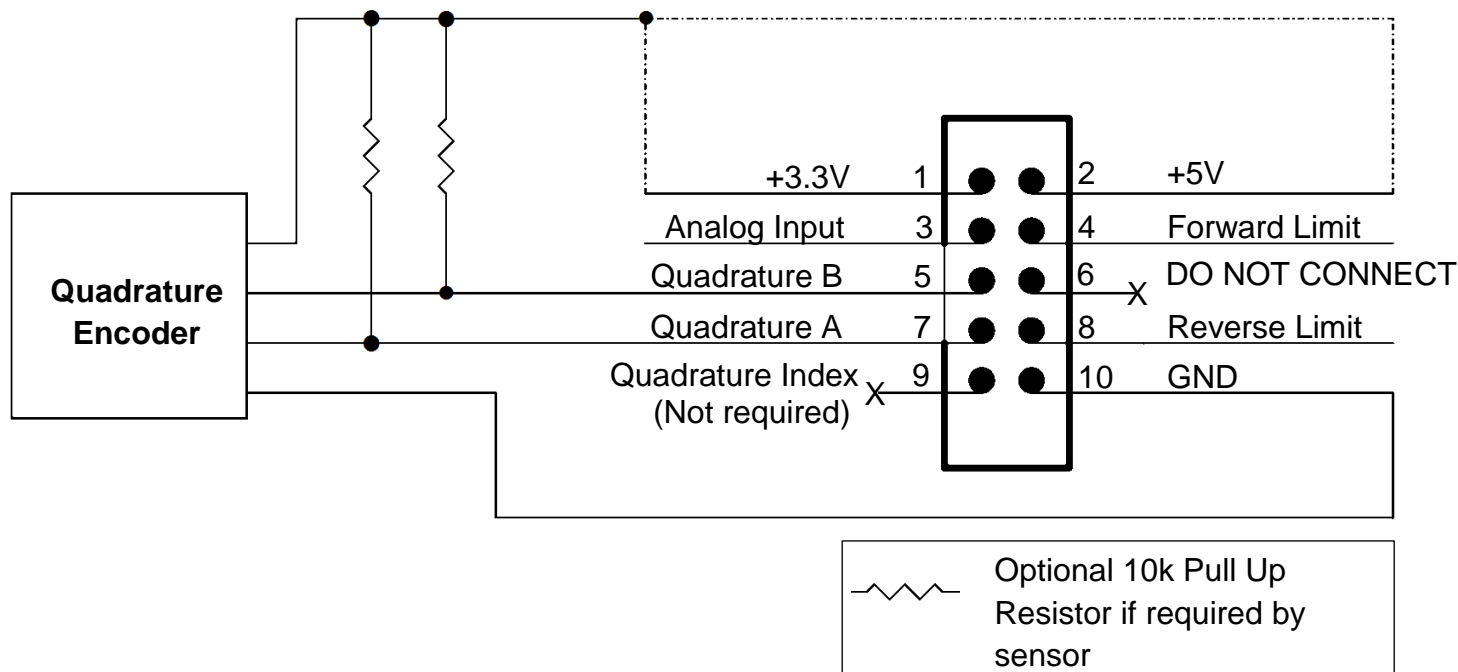 +3.3V 1 2 +5V
Analog Input 3 4 Forward Limit
Quadrature B 5 6 X DO NOT CONNECT
Quadrature A 7 8 Reverse Limit
Quadrature Index X 9 10 GND
(Not required)
Quadrature
Encoder
Optional 10k Pull Up
Resistor if required by
sensor